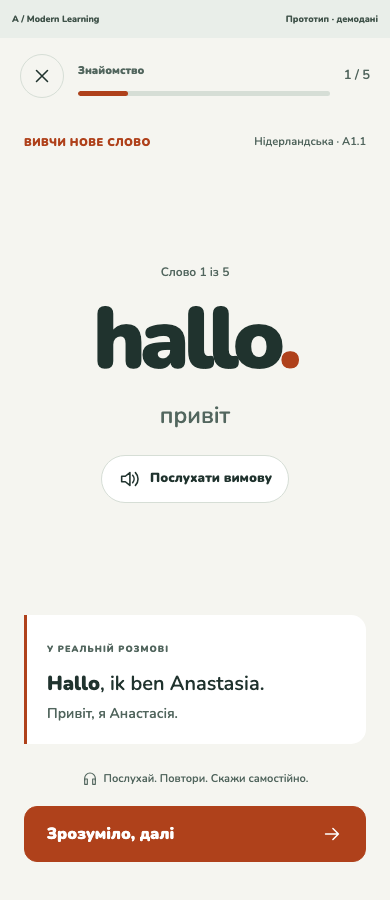 A / Modern Learning
Прототип · демодані
Знайомство
1 / 5
ВИВЧИ НОВЕ СЛОВО
Нідерландська · A1.1
Слово 1 із 5
hallo.
привіт
Послухати вимову
У РЕАЛЬНІЙ РОЗМОВІ
Hallo, ik ben Anastasia.
Привіт, я Анастасія.
Послухай. Повтори. Скажи самостійно.
Зрозуміло, далі